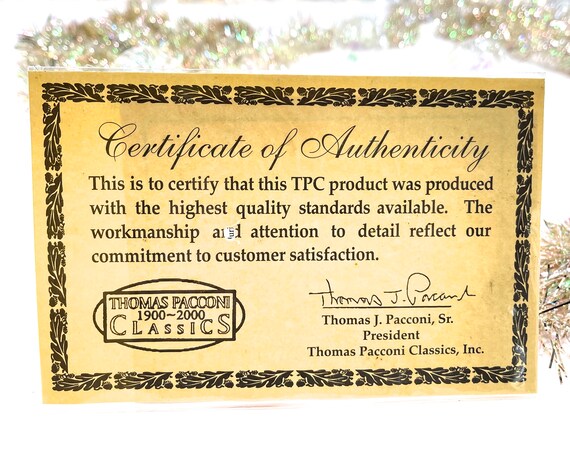 Certificate of Authenticity
This is to certify that this TPC product was produced
with the highest quality standards available. The
workmanship and attention to detail reflect our
commitment to customer satisfaction.
THOMAS PACCONI
1900~2000
CLASSICS
Thomas J. Pacconi
Thomas J. Pacconi, Sr.
President
Thomas Pacconi Classics, Inc.